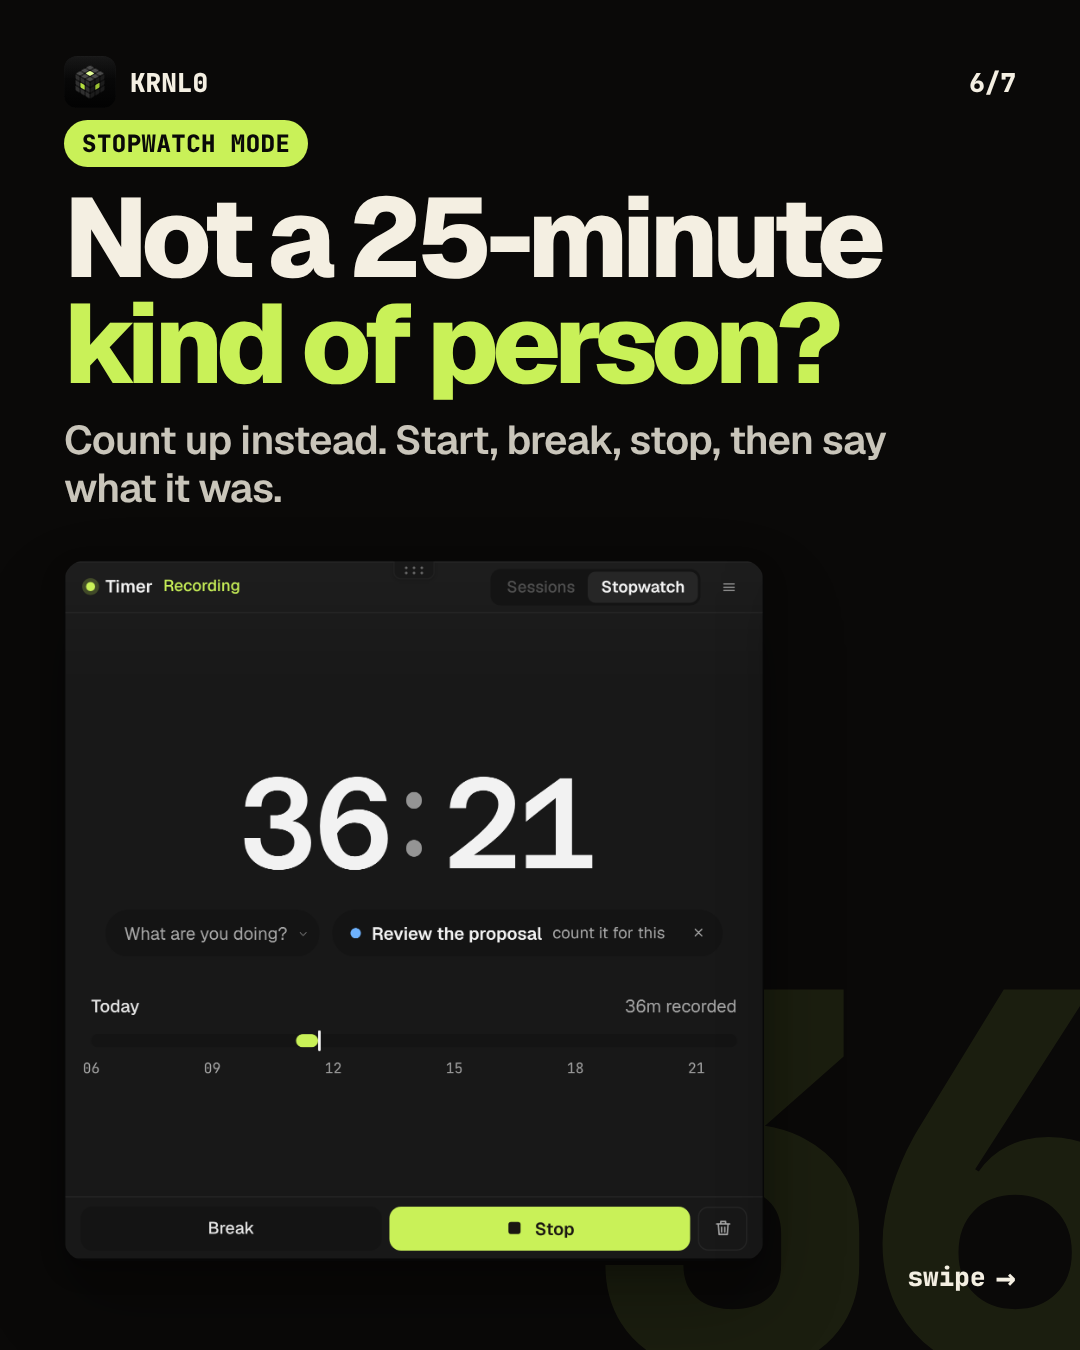 KRNL0
6/7
STOPWATCH MODE
Not a 25-minute
kind of person?
Count up instead. Start, break, stop, then say
what it was.
Timer Recording
Sessions Stopwatch
36:21
What are you doing?
Review the proposal count it for this ×
Today
36m recorded
06 09 12 15 18 21
Break
Stop
36
swipe →